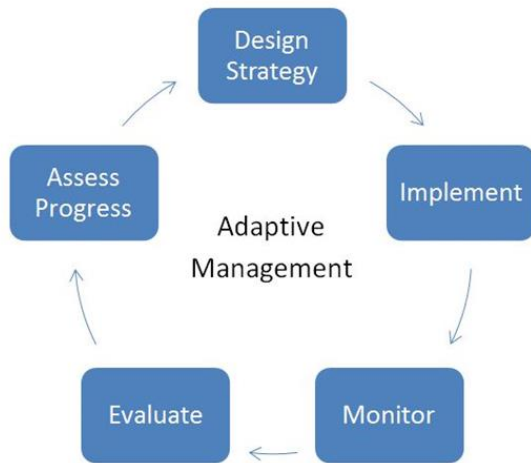 Design
Strategy
Implement
Monitor
Evaluate
Assess
Progress
Adaptive
Management